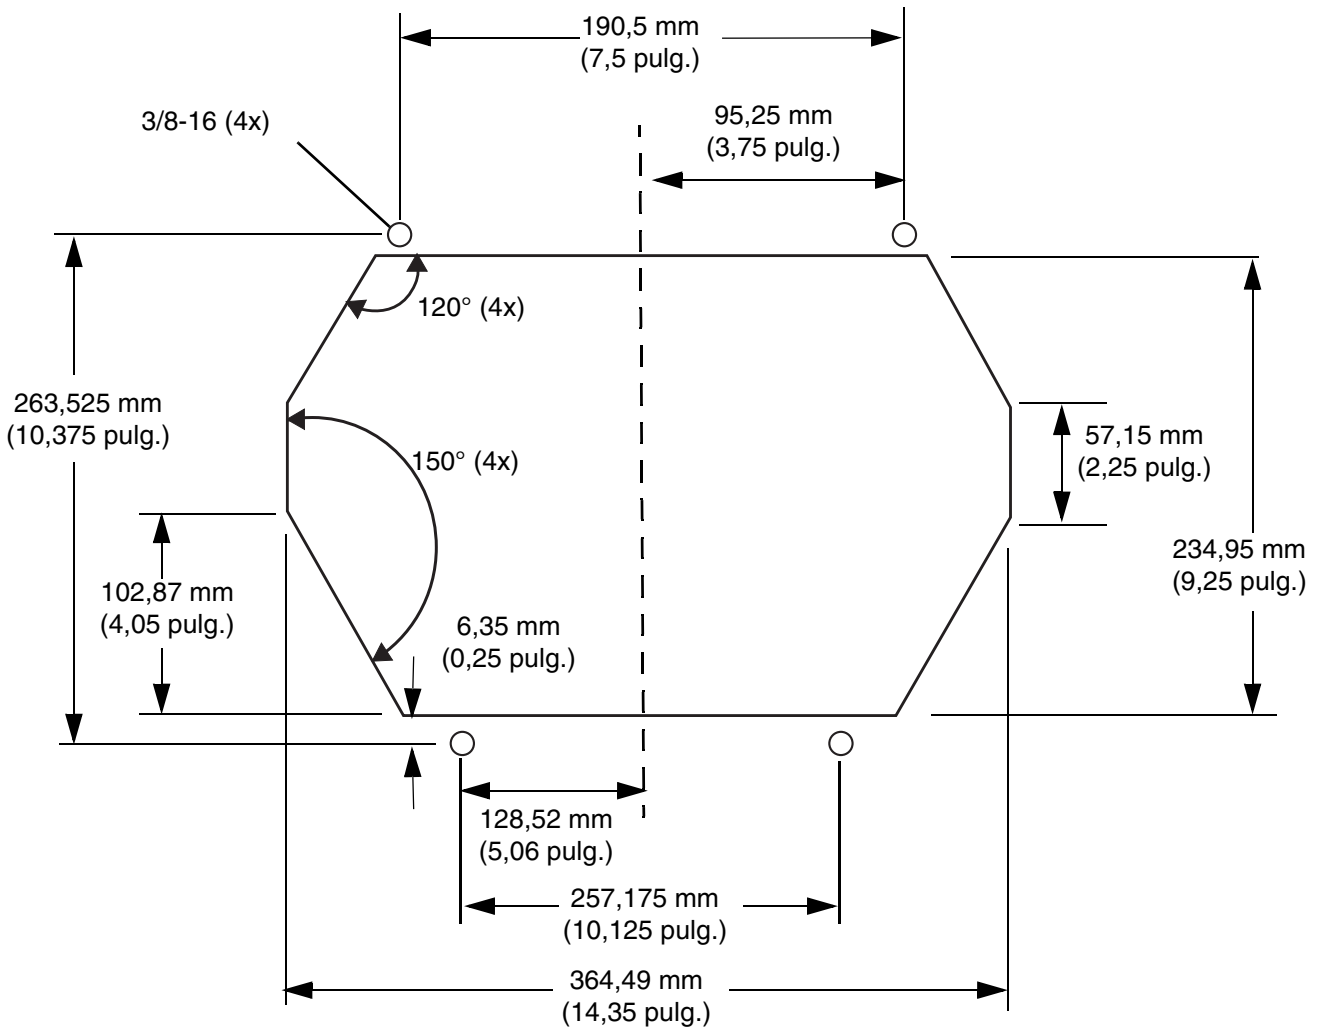 190,5 mm
(7,5 pulg.)
3/8-16 (4x)
95,25 mm
(3,75 pulg.)
120° (4x)
263,525 mm
(10,375 pulg.)
150° (4x)
57,15 mm
(2,25 pulg.)
234,95 mm
(9,25 pulg.)
102,87 mm
(4,05 pulg.)
6,35 mm
(0,25 pulg.)
128,52 mm
(5,06 pulg.)
257,175 mm
(10,125 pulg.)
364,49 mm
(14,35 pulg.)